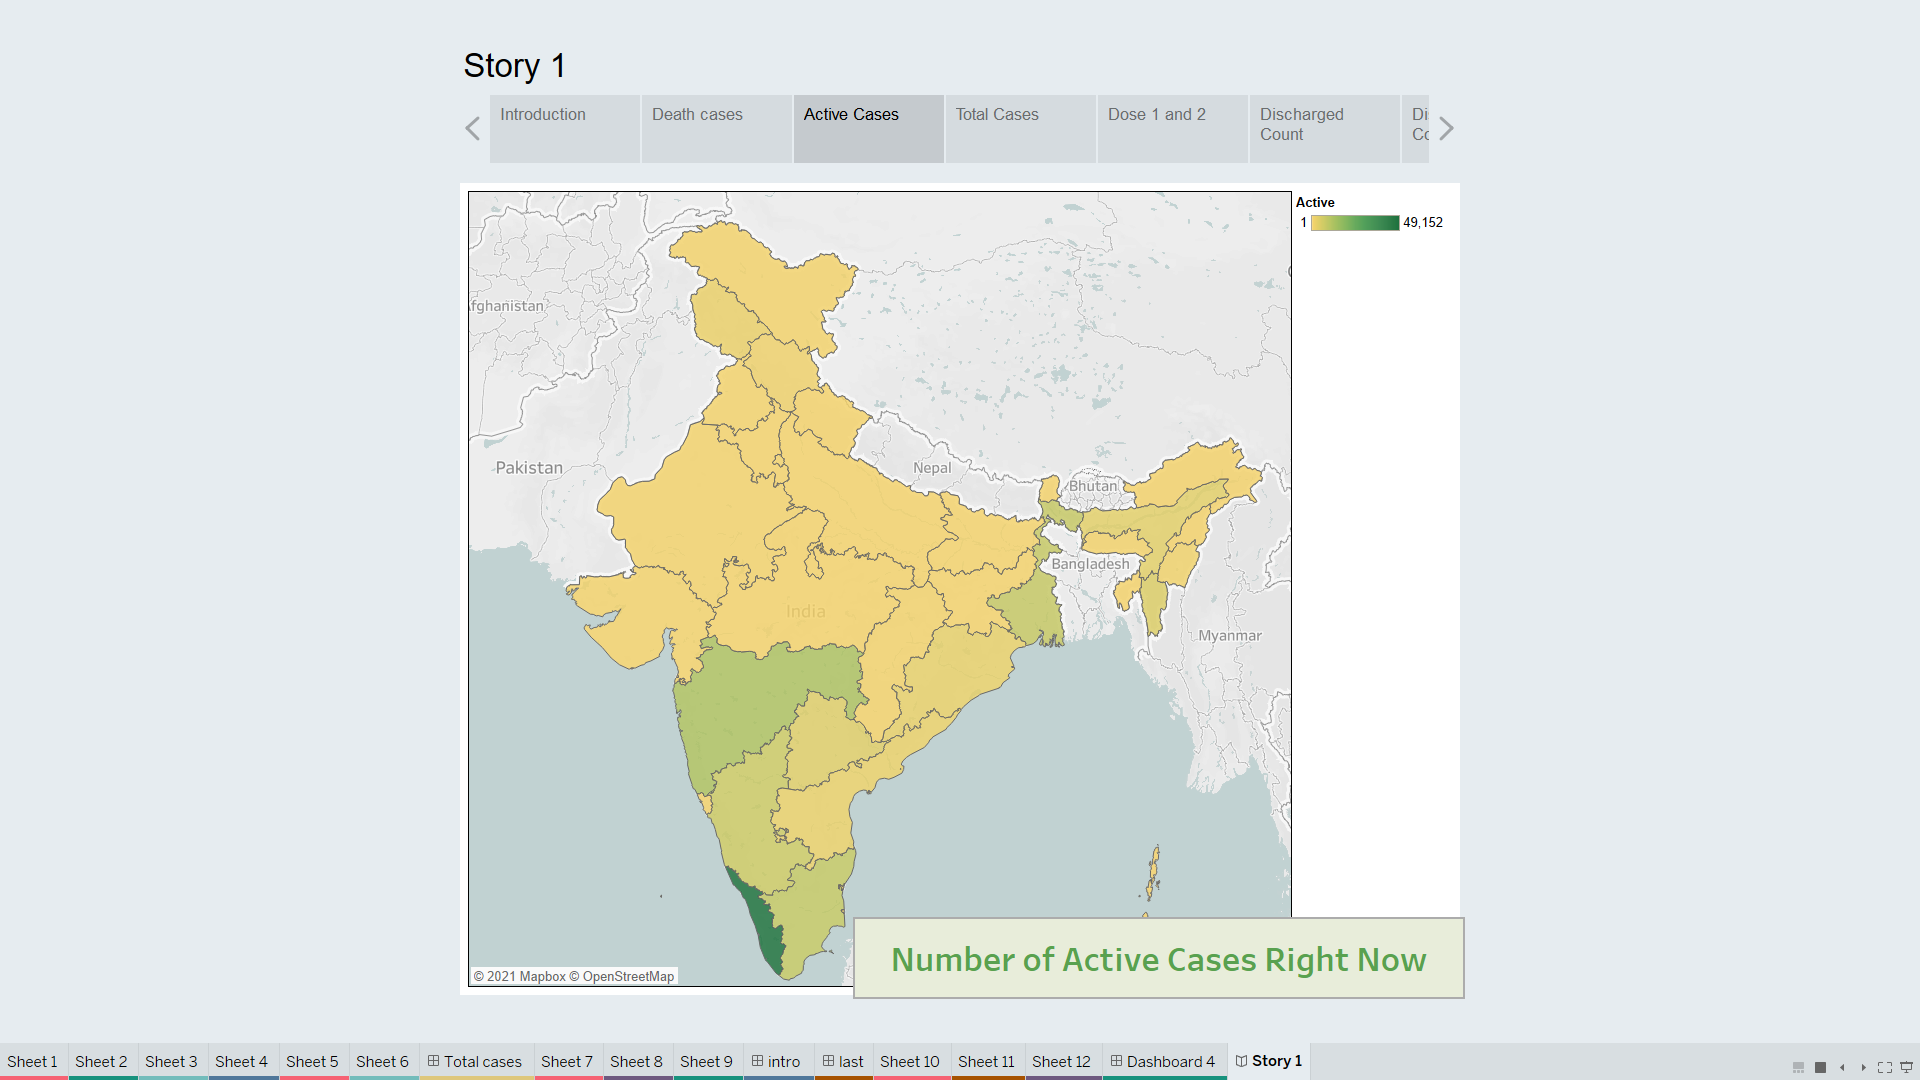 Story 1
Introduction
Death cases
Active Cases
Total Cases
Dose 1 and 2
Discharged
Count
Active
1
49,152
fghanistan
Pakistan
Nepal
Bhutan
Bangladesh
India
Myanmar
© 2021 Mapbox © OpenStreetMap
Number of Active Cases Right Now
Sheet 1
Sheet 2
Sheet 3
Sheet 4
Sheet 5
Sheet 6
Total cases
Sheet 7
Sheet 8
Sheet 9
intro
last
Sheet 10
Sheet 11
Sheet 12
Dashboard 4
Story 1